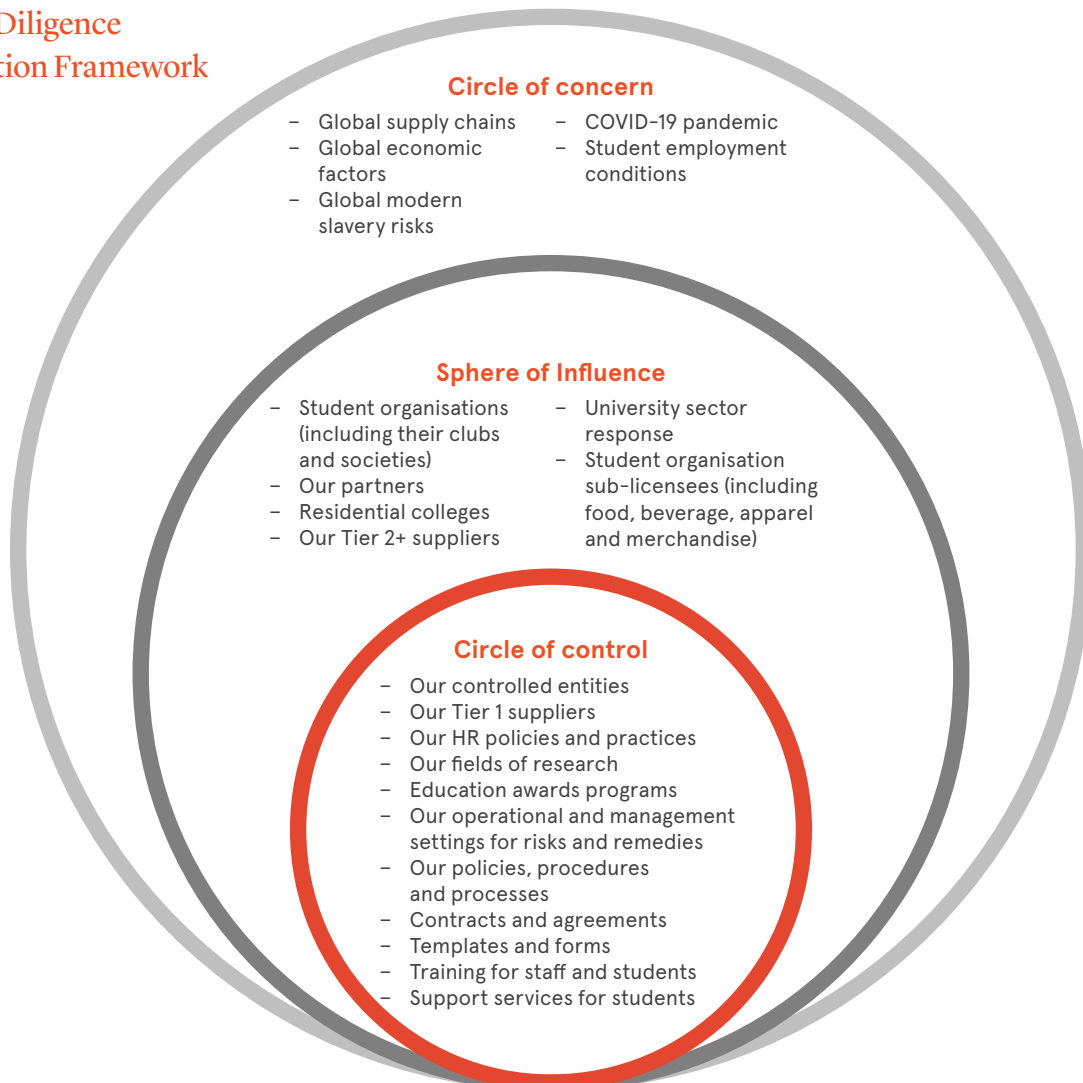 Diligence
tion Framework
Circle of concern
– Global supply chains
– Global economic
factors
– Global modern
slavery risks
– COVID-19 pandemic
– Student employment
conditions
Sphere of Influence
– Student organisations
(including their clubs
and societies)
– Our partners
– Residential colleges
– Our Tier 2+ suppliers
– University sector
response
– Student organisation
sub-licensees (including
food, beverage, apparel
and merchandise)
Circle of control
– Our controlled entities
– Our Tier 1 suppliers
– Our HR policies and practices
– Our fields of research
– Education awards programs
– Our operational and management
settings for risks and remedies
– Our policies, procedures
and processes
– Contracts and agreements
– Templates and forms
– Training for staff and students
– Support services for students